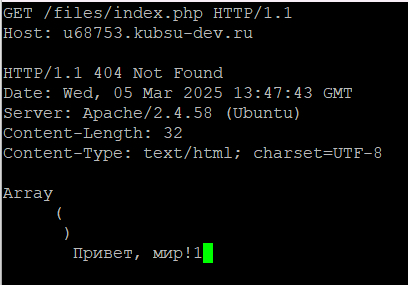 GET /files/index.php HTTP/1.1
Host: u68753.kubsu-dev.ru

HTTP/1.1 404 Not Found
Date: Wed, 05 Mar 2025 13:47:43 GMT
Server: Apache/2.4.58 (Ubuntu)
Content-Length: 32
Content-Type: text/html; charset=UTF-8

Array
(
)
Привет, мир!1